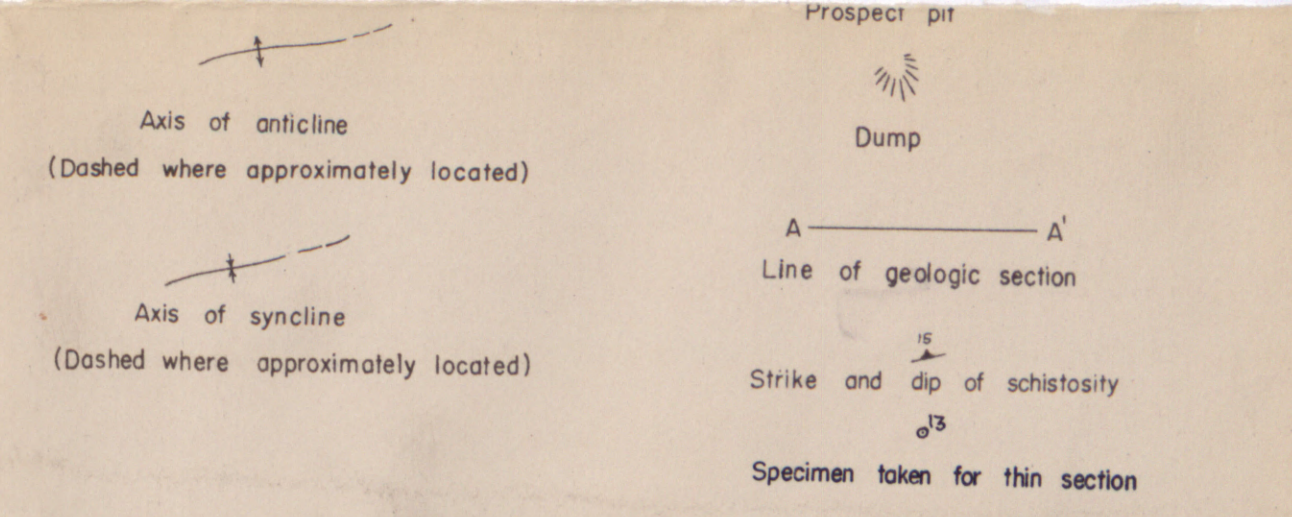 Axis of anticline
(Dashed where approximately located)
Axis of syncline
(Dashed where approximately located)
Prospect pit
Dump
A A'
Line of geologic section
15
Strike and dip of schistosity
13
Specimen taken for thin section